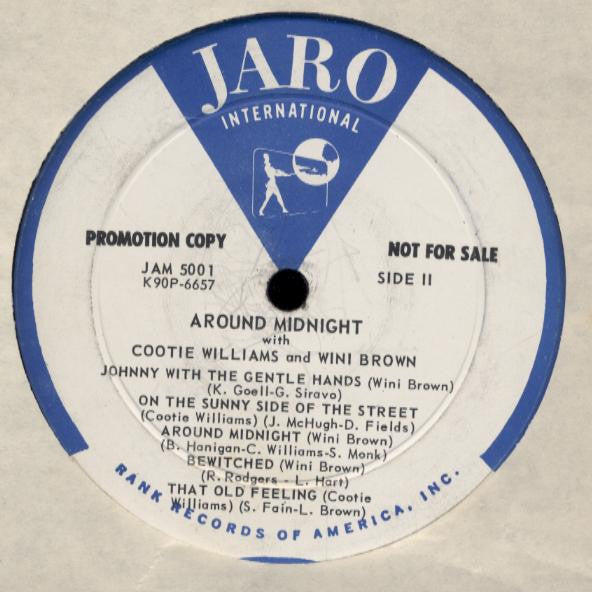 JARO
INTERNATIONAL
PROMOTION COPY
NOT FOR SALE
JAM 5001
K90P-6657
SIDE II
AROUND MIDNIGHT
with
COOTIE WILLIAMS and WINI BROWN
JOHNNY WITH THE GENTLE HANDS (Wini Brown)
(K. Goell-G. Siravo)
ON THE SUNNY SIDE OF THE STREET
(Cootie Williams) (J. McHugh-D. Fields)
AROUND MIDNIGHT (Wini Brown)
(B. Hanigan-C. Williams-S. Monk)
BEWITCHED (Wini Brown)
(R. Rodgers - L. Hart)
THAT OLD FEELING (Cootie
Williams) (S. Fain-L. Brown)
RANK RECORDS OF AMERICA, INC.